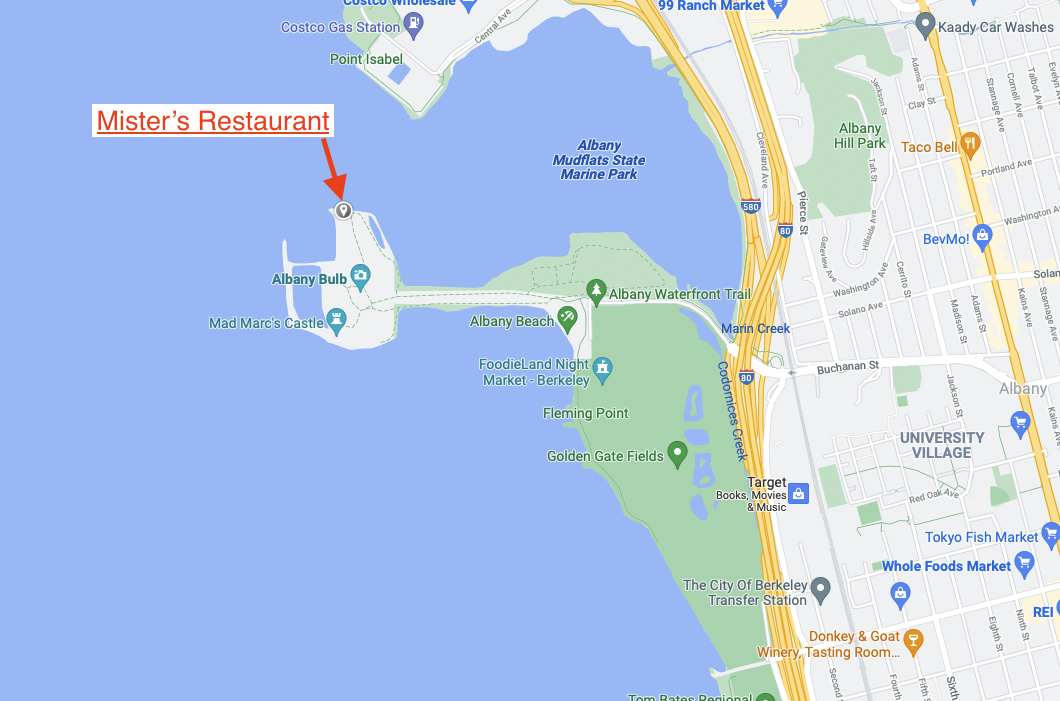 Costco Wholesale
99 Ranch Market
Costco Gas Station
Central Ave
Kaady Car Washes
Point Isabel
Adams St
Evelyn
Talbot Ave
Cornell Ave
Stannage Ave
Jackson St
Clay St
Mister's Restaurant
Albany
Hill Park
Cleveland Ave
Taco Bell
Albany
Mudflats State
Marine Park
Portland Ave
Taft St
Pierce St
580
80
Washington Av
Hillside Ave
BevMo!
Gateview Ave
Albany Bulb
Washington Ave
Cerrito St
Solan
Albany Waterfront Trail
Solano Ave
Madison St
Adams St
Kains Ave
Stannage Ave
Mad Marc's Castle
Albany Beach
Marin Creek
FoodieLand Night
Market - Berkeley
80
Buchanan St
Codornices Creek
Jackson St
Albany
Fleming Point
Kains Ave
UNIVERSITY
VILLAGE
Golden Gate Fields
Target
Books, Movies
& Music
Red Oak Ave
Tokyo Fish Market
Whole Foods Market
The City Of Berkeley
Transfer Station
REI
Ninth St
Eighth St
Donkey & Goat
Winery, Tasting Room...
Second S
Fourth
Fifth S
Sixth
Tom Bates Regional